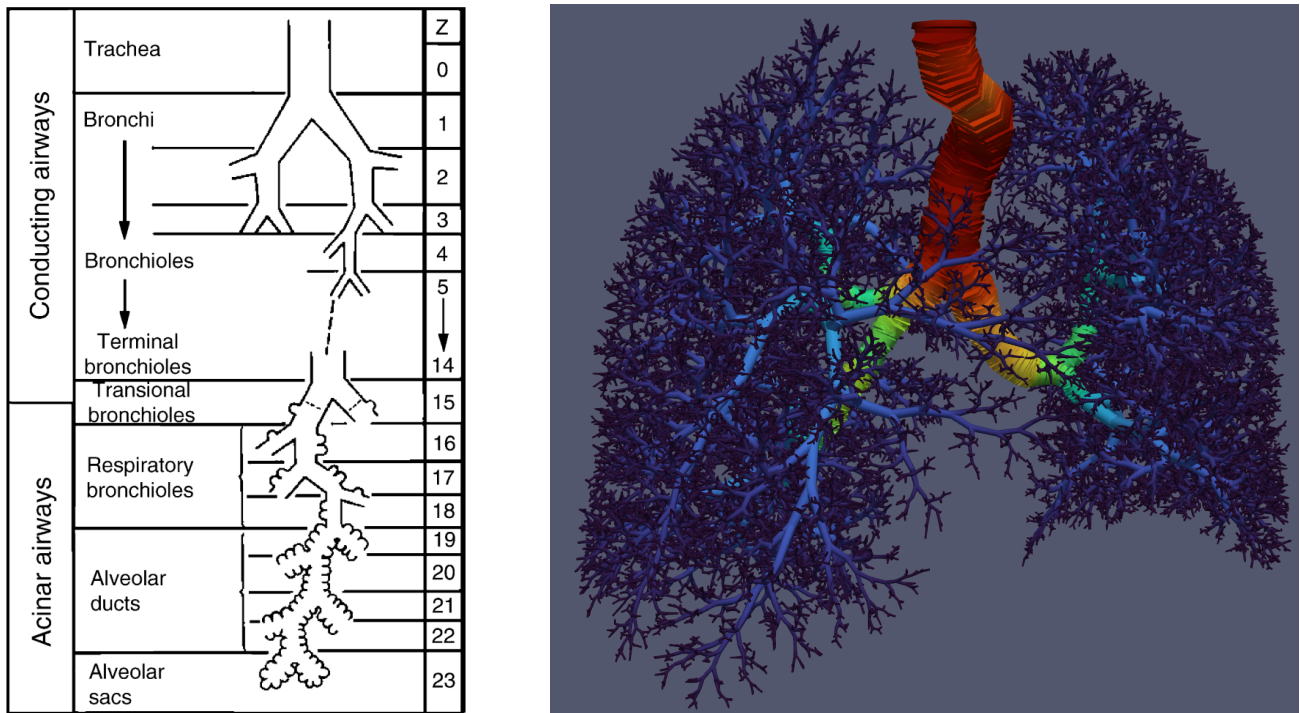 Z
Trachea
0
Conducting airways
Bronchi
1
2
3
Bronchioles
4
5
Terminal
bronchioles
14
Transional
bronchioles
15
Acinar airways
Respiratory
bronchioles
16
17
18
Alveolar
ducts
19
20
21
22
Alveolar
sacs
23